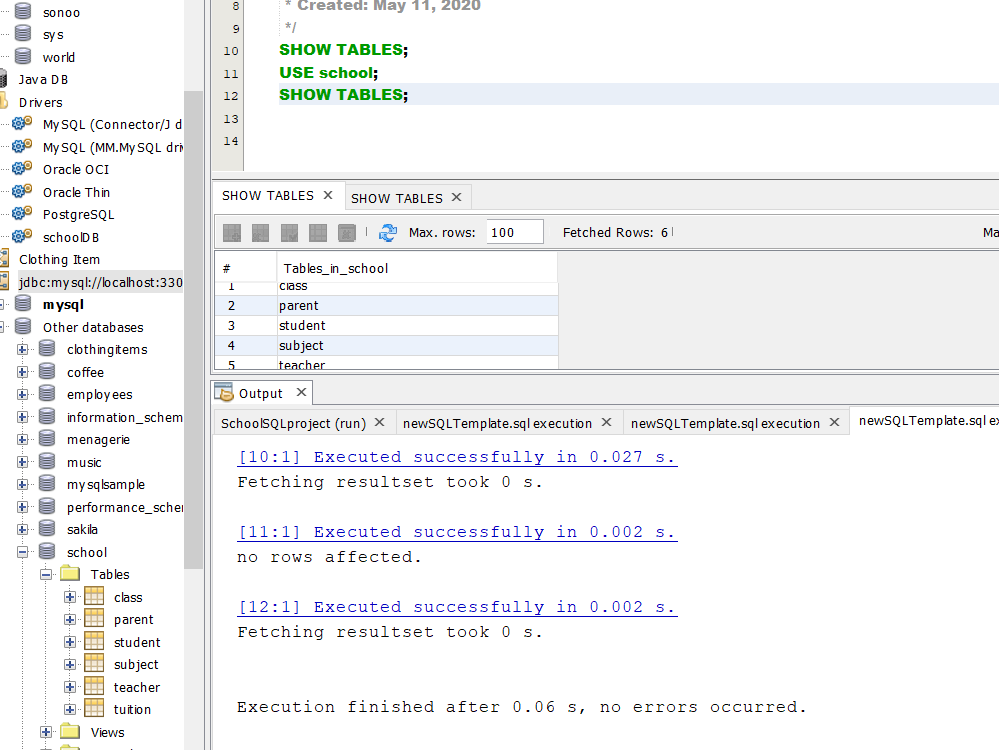 sonoo
sys
world
Java DB
Drivers
MySQL (Connector/J d
MySQL (MM.MySQL driv
Oracle OCI
Oracle Thin
PostgreSQL
schoolDB
Clothing Item
jdbc:mysql://localhost:330
mysql
Other databases
clothingitems
coffee
employees
information_schem
menagerie
music
mysqlsample
performance_schem
sakila
school
Tables
class
parent
student
subject
teacher
tuition
Views
8 * Created: May 11, 2020
9 */
10 SHOW TABLES;
11 USE school;
12 SHOW TABLES;
13
14
SHOW TABLES SHOW TABLES
Max. rows: 100 Fetched Rows: 6 Ma
# Tables_in_school
1 class
2 parent
3 student
4 subject
5 teacher
Output
SchoolSQLproject (run) newSQLTemplate.sql execution newSQLTemplate.sql execution newSQLTemplate.sql ex
[10:1] Executed successfully in 0.027 s.
Fetching resultset took 0 s.
[11:1] Executed successfully in 0.002 s.
no rows affected.
[12:1] Executed successfully in 0.002 s.
Fetching resultset took 0 s.
Execution finished after 0.06 s, no errors occurred.